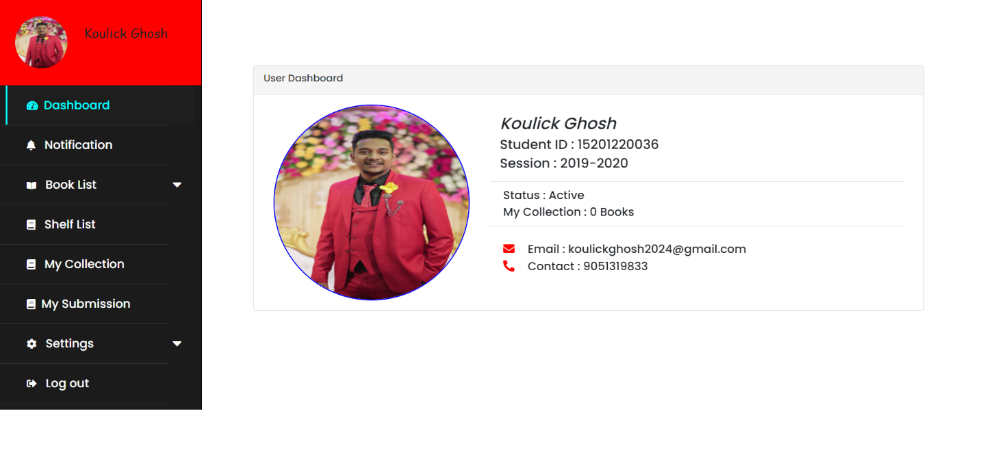 Koulick Ghosh
Dashboard
Notification
Book List
Shelf List
My Collection
My Submission
Settings
Log out
User Dashboard
Koulick Ghosh
Student ID : 15201220036
Session : 2019-2020
Status : Active
My Collection : 0 Books
Email : koulickghosh2024@gmail.com
Contact : 9051319833